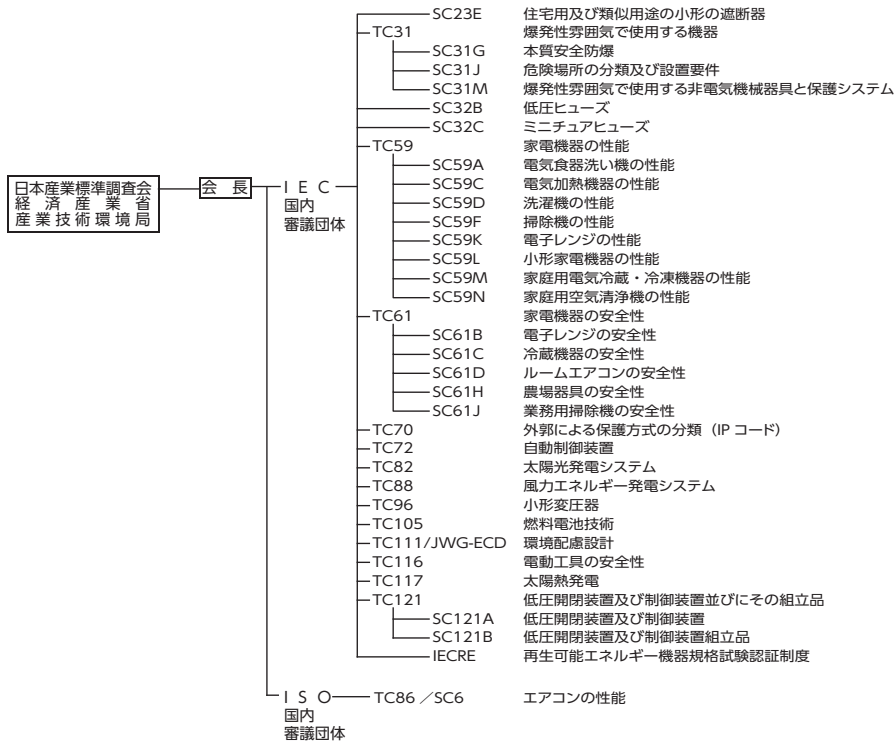 SC23E 住宅用及び類似用途の小形の遮断器
TC31 爆発性雰囲気で使用する機器
SC31G 本質安全防爆
SC31J 危険場所の分類及び設置要件
SC31M 爆発性雰囲気で使用する非電気機械器具と保護システム
SC32B 低圧ヒューズ
SC32C ミニチュアヒューズ
TC59 家電機器の性能
SC59A 電気食器洗い機の性能
SC59C 電気加熱機器の性能
SC59D 洗濯機の性能
SC59F 掃除機の性能
SC59K 電子レンジの性能
SC59L 小形家電機器の性能
SC59M 家庭用電気冷蔵・冷凍機器の性能
SC59N 家庭用空気清浄機の性能
日本産業標準調査会
経済産業省
産業技術環境局
会 長
I E C
国内
審議団体
TC61 家電機器の安全性
SC61B 電子レンジの安全性
SC61C 冷蔵機器の安全性
SC61D ルームエアコンの安全性
SC61H 農場器具の安全性
SC61J 業務用掃除機の安全性
TC70 外郭による保護方式の分類(IP コード)
TC72 自動制御装置
TC82 太陽光発電システム
TC88 風力エネルギー発電システム
TC96 小形変圧器
TC105 燃料電池技術
TC111/JWG-ECD 環境配慮設計
TC116 電動工具の安全性
TC117 太陽熱発電
TC121 低圧開閉装置及び制御装置並びにその組立品
SC121A 低圧開閉装置及び制御装置
SC121B 低圧開閉装置及び制御装置組立品
IECRE 再生可能エネルギー機器規格試験認証制度
I S O TC86 /SC6 エアコンの性能
国内
審議団体